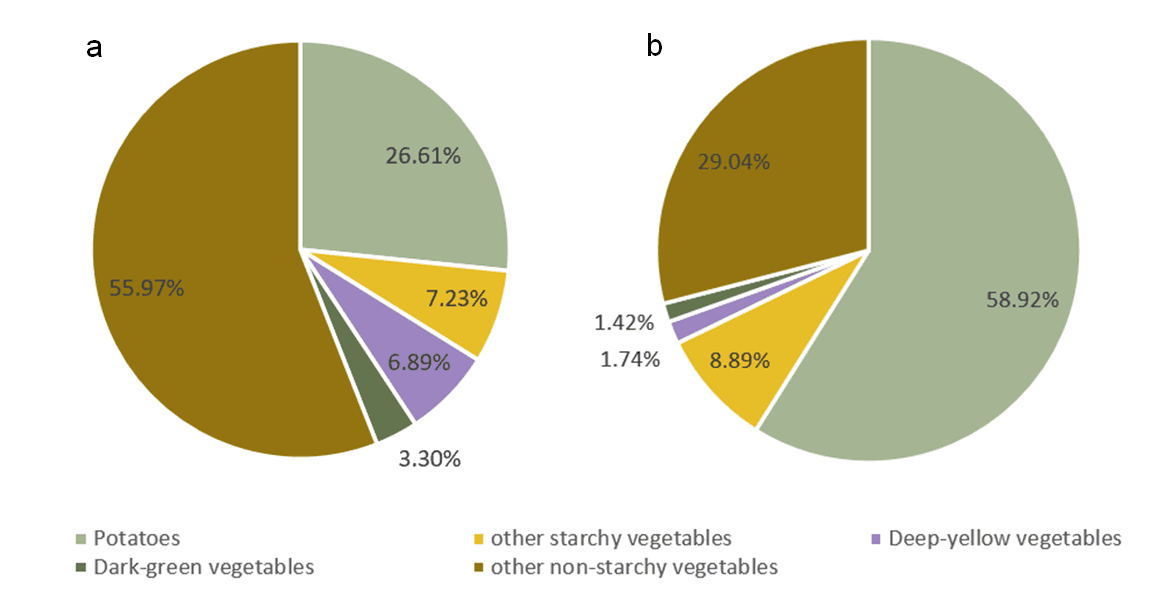 a
b
26.61%
7.23%
6.89%
3.30%
55.97%
29.04%
58.92%
8.89%
1.74%
1.42%
Potatoes
other starchy vegetables
Deep-yellow vegetables
Dark-green vegetables
other non-starchy vegetables